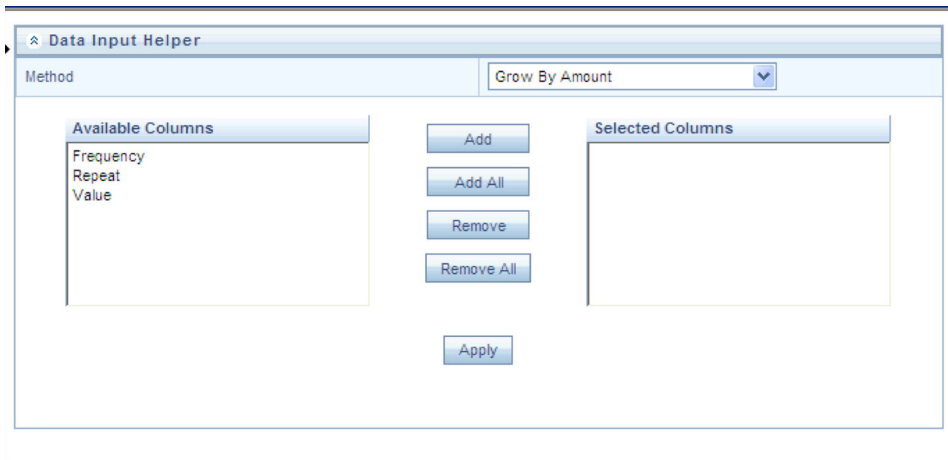 Data Input Helper
Method
Grow By Amount
Available Columns
Frequency
Repeat
Value
Add
Add All
Remove
Remove All
Selected Columns
Apply